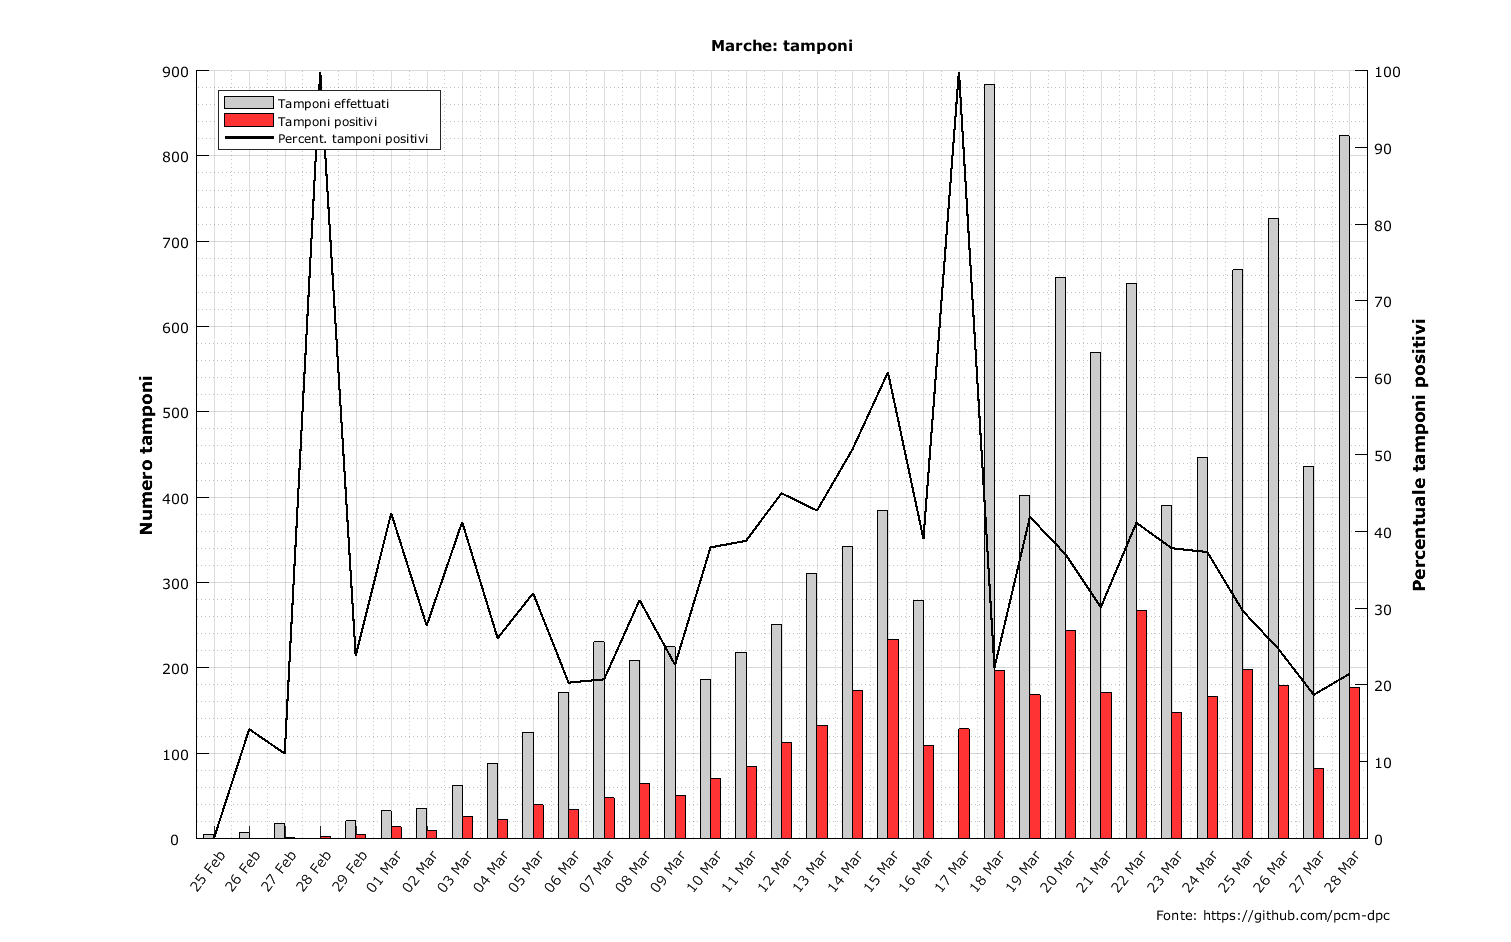 Marche: tamponi
Tamponi effettuati
Tamponi positivi
Percent. tamponi positivi
Numero tamponi
900
800
700
600
500
400
300
200
100
0
100
90
80
70
60
50
40
30
20
10
0
Percentuale tamponi positivi
25 Feb
26 Feb
27 Feb
28 Feb
29 Feb
01 Mar
02 Mar
03 Mar
04 Mar
05 Mar
06 Mar
07 Mar
08 Mar
09 Mar
10 Mar
11 Mar
12 Mar
13 Mar
14 Mar
15 Mar
16 Mar
17 Mar
18 Mar
19 Mar
20 Mar
21 Mar
22 Mar
23 Mar
24 Mar
25 Mar
26 Mar
27 Mar
28 Mar
Fonte: https://github.com/pcm-dpc